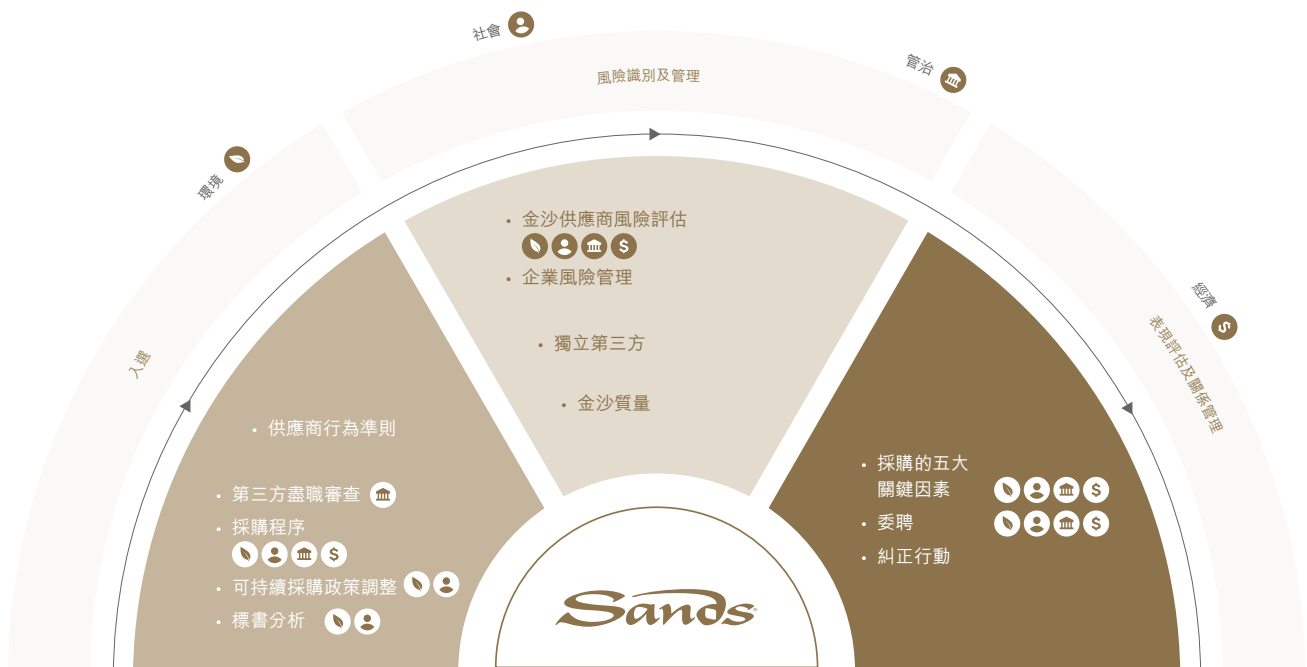 社會
管治
環境
經濟
風險識別及管理
入選
表現評估及關係管理
• 金沙供應商風險評估
• 企業風險管理
• 獨立第三方
• 金沙質量
• 供應商行為準則
• 第三方盡職審查
• 採購程序
• 可持續採購政策調整
• 標書分析
• 採購的五大
關鍵因素
• 委聘
• 糾正行動
Sands®